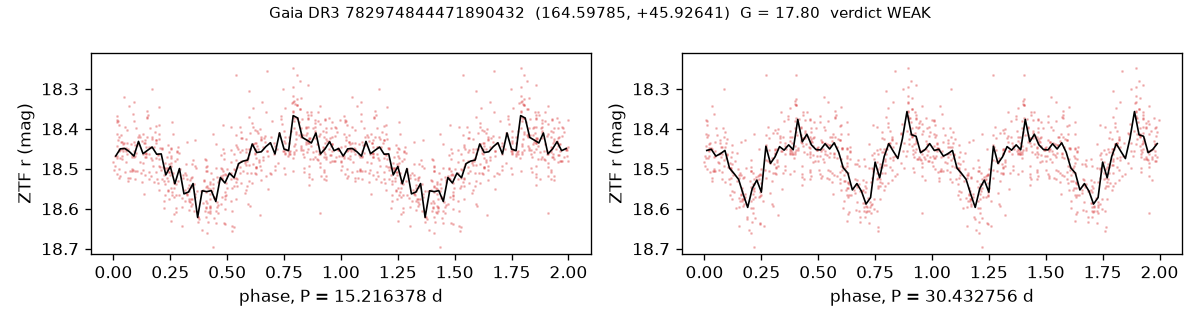 Gaia DR3 782974844471890432  (164.59785, +45.92641)  G = 17.80  verdict WEAK
ZTF r (mag)
18.3
18.4
18.5
18.6
18.7
0.00 0.25 0.50 0.75 1.00 1.25 1.50 1.75 2.00
phase, P = 15.216378 d
ZTF r (mag)
18.3
18.4
18.5
18.6
18.7
0.00 0.25 0.50 0.75 1.00 1.25 1.50 1.75 2.00
phase, P = 30.432756 d